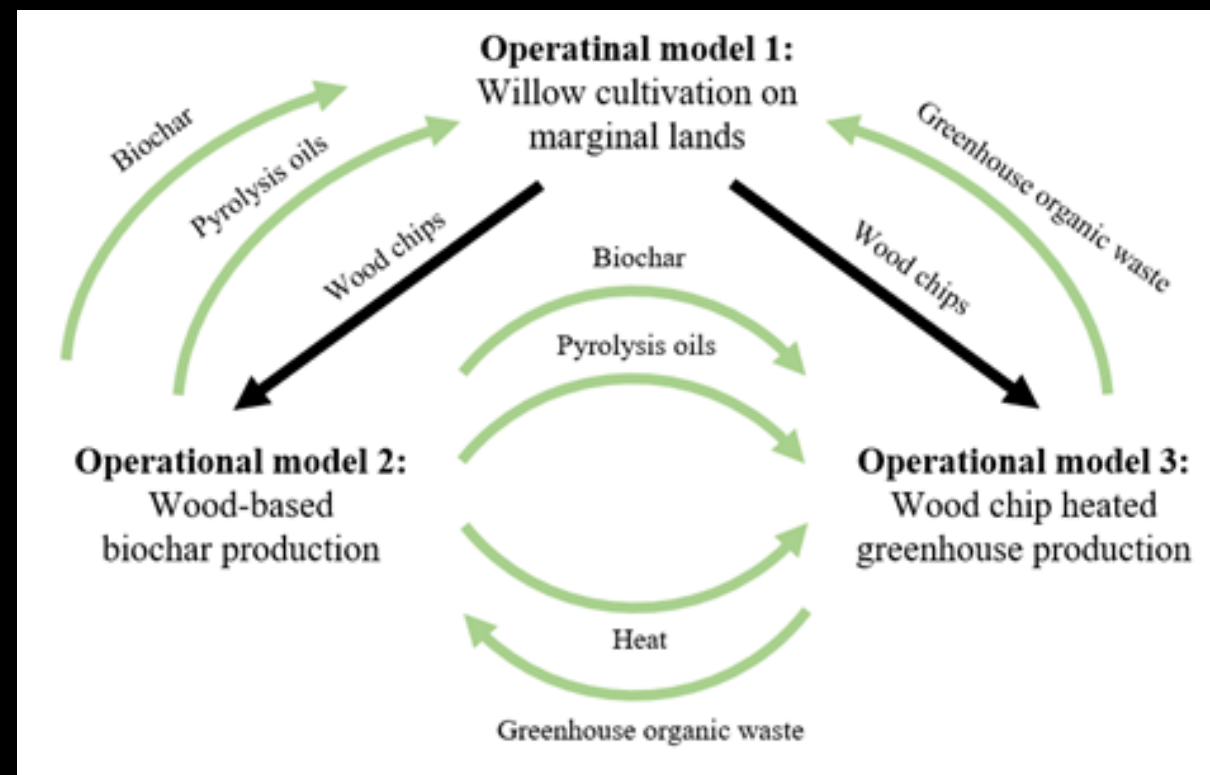 Operatinal model 1:
Willow cultivation on
marginal lands
Biochar
Pyrolysis oils
Wood chips
Wood chips
Greenhouse organic waste
Biochar
Pyrolysis oils
Operational model 2:
Wood-based
biochar production
Operational model 3:
Wood chip heated
greenhouse production
Heat
Greenhouse organic waste